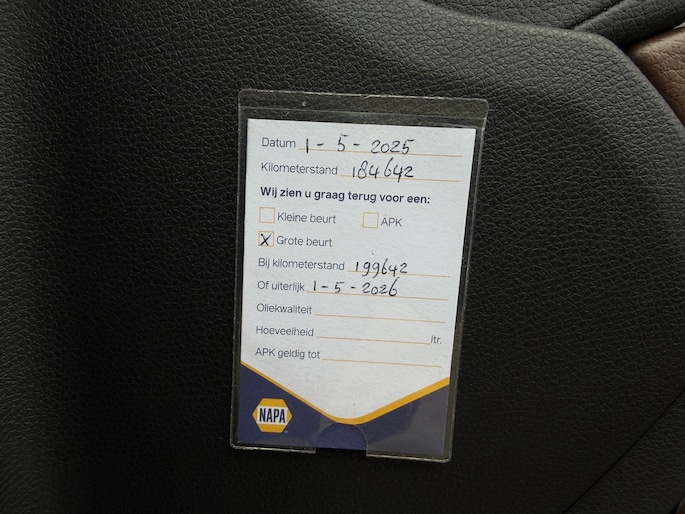 Datum 1-5-2025
Kilometerstand 184642
Wij zien u graag terug voor een:
Kleine beurt APK
X Grote beurt
Bij kilometerstand 199642
Of uiterlijk 1-5-2026
Oliekwaliteit
Hoeveelheid ltr.
APK geldig tot
NAPA